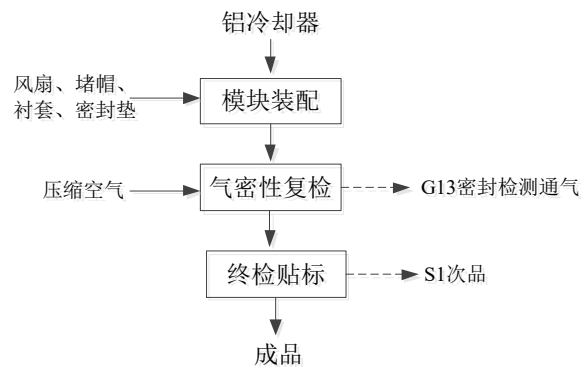 铝冷却器
风扇、堵帽、
衬套、密封垫
模块装配
压缩空气
气密性复检
G13密封检测通气
终检贴标
S1次品
成品